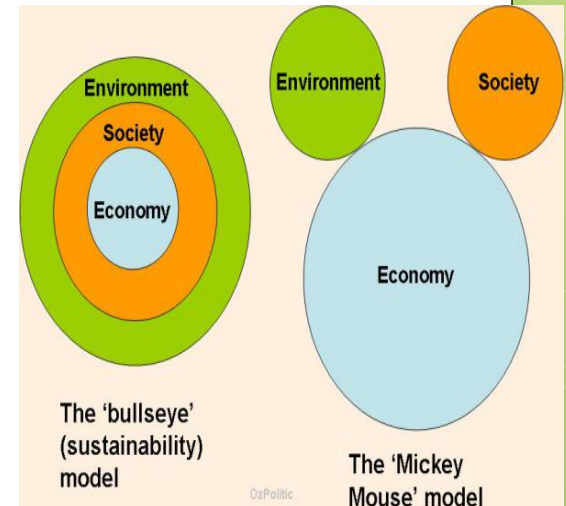 Environment
Society
Economy
The ‘bullseye’
(sustainability)
model
Environment
Society
Economy
The ‘Mickey
Mouse’ model
OzPolitic